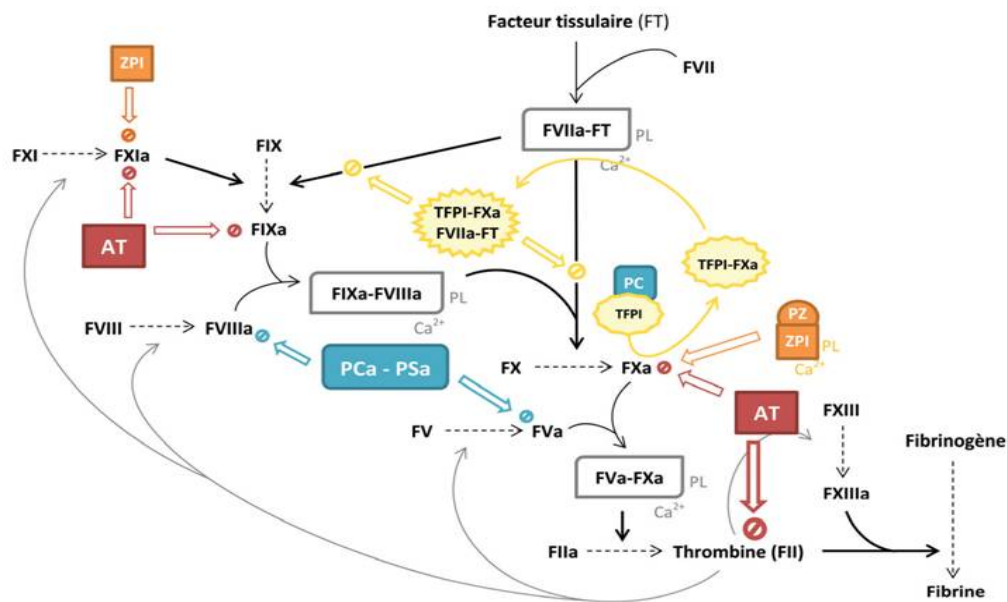 Facteur tissulaire (FT)
FVII
ZPI
FVIIa-FT
PL
Ca²⁺
FXI
FXIa
FIX
TFPI-FXa
FVIIa-FT
TFPI-FXa
AT
FIXa
PC
TFPI
FIXa-FVIIIa
PL
Ca²⁺
PZ
ZPI
PL
Ca²⁺
FVIII
FVIIIa
PCa - PSa
FX
FXa
AT
FXIII
FV
FVa
Fibrinogène
FVa-FXa
PL
Ca²⁺
FXIIIa
FIIa
Thrombine (FII)
Fibrine